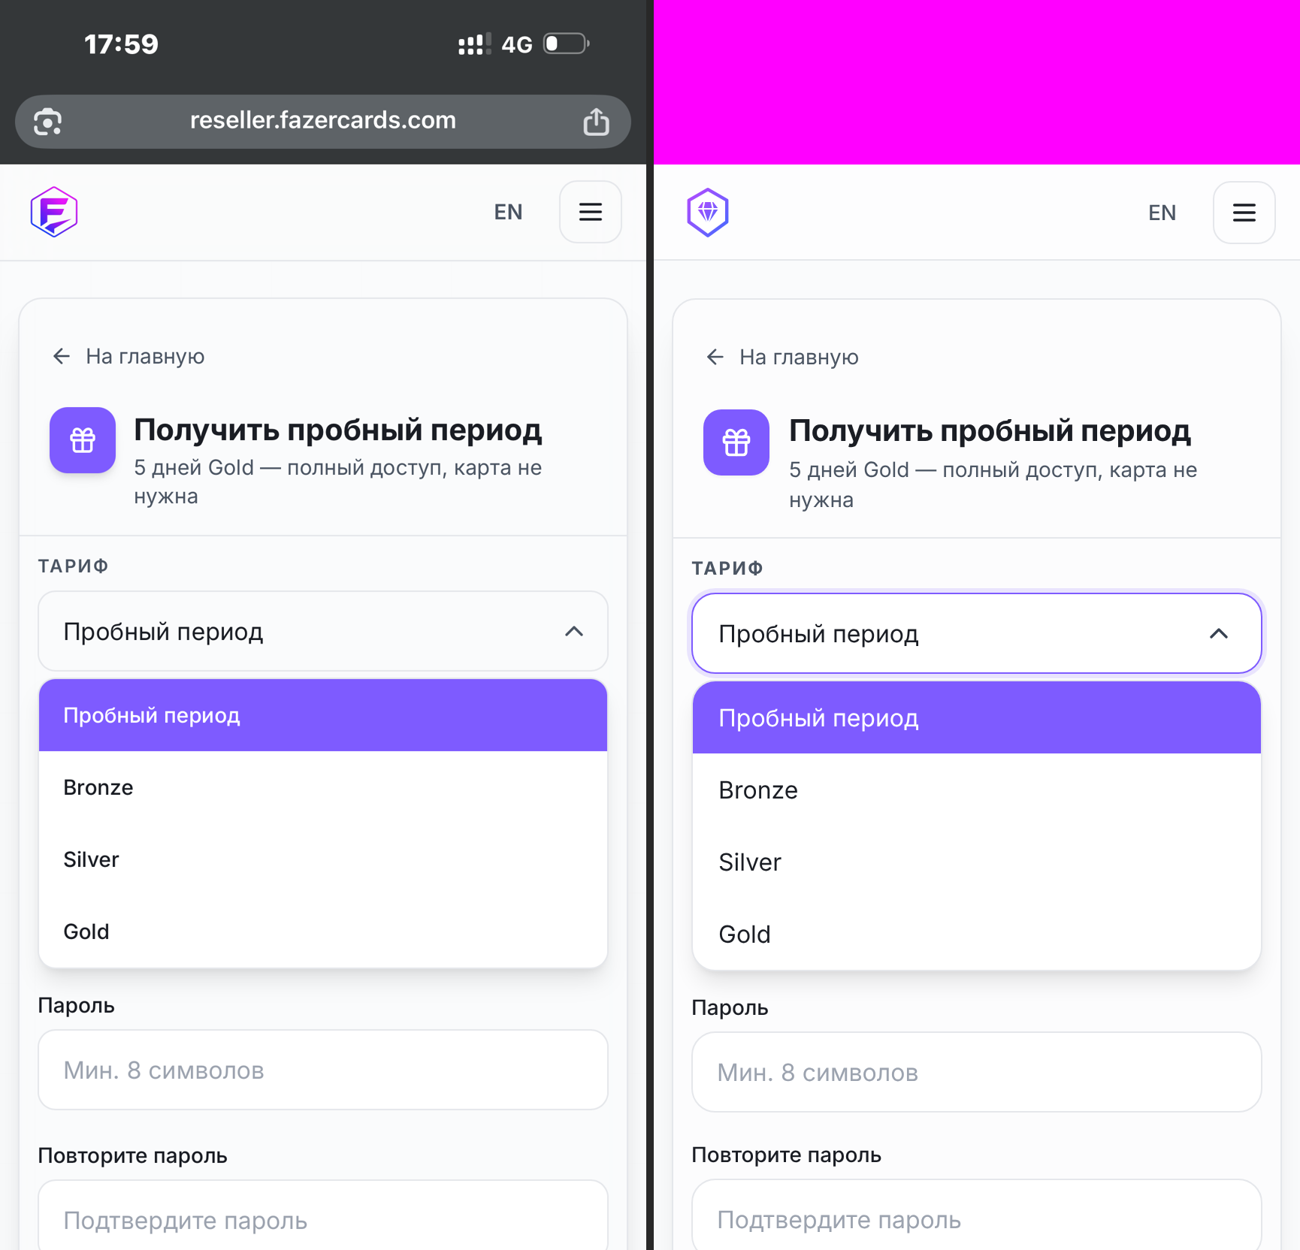 17:59
4G
reseller.fazercards.com
EN
← На главную
Получить пробный период
5 дней Gold — полный доступ, карта не
нужна
ТАРИФ
Пробный период
Пробный период
Bronze
Silver
Gold
Пароль
Мин. 8 символов
Повторите пароль
Подтвердите пароль
EN
← На главную
Получить пробный период
5 дней Gold — полный доступ, карта не
нужна
ТАРИФ
Пробный период
Пробный период
Bronze
Silver
Gold
Пароль
Мин. 8 символов
Повторите пароль
Подтвердите пароль